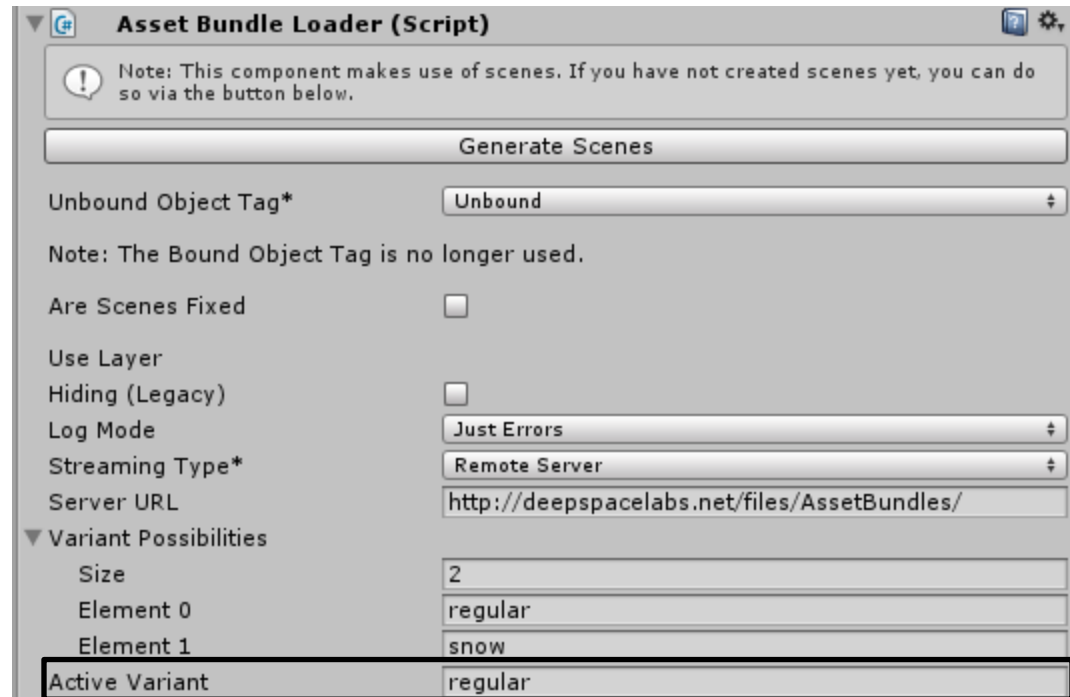 Asset Bundle Loader (Script)
Note: This component makes use of scenes. If you have not created scenes yet, you can do
so via the button below.
Generate Scenes
Unbound Object Tag* Unbound
Note: The Bound Object Tag is no longer used.
Are Scenes Fixed
Use Layer
Hiding (Legacy)
Log Mode Just Errors
Streaming Type* Remote Server
Server URL http://deepspacelabs.net/files/AssetBundles/
Variant Possibilities
Size 2
Element 0 regular
Element 1 snow
Active Variant regular